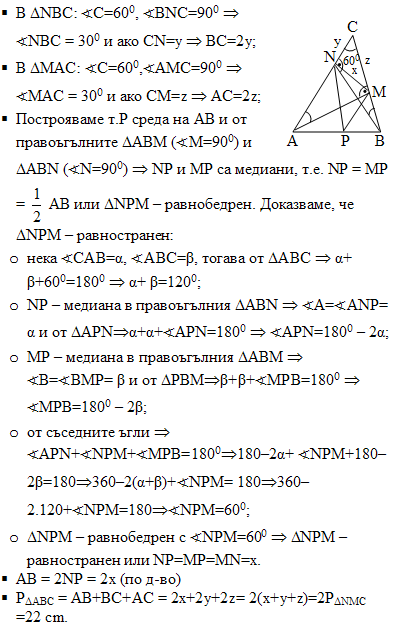 ▪ В ΔNBC: ∢C=60⁰, ∢BNC=90⁰ ⇒
∢NBC = 30⁰ и ако CN=y ⇒ BC=2y;
▪ В ΔMAC: ∢C=60⁰,∢AMC=90⁰ ⇒
∢MAC = 30⁰ и ако CM=z ⇒ AC=2z;
▪ Построяваме т.P среда на AB и от
правоъгълните ΔABM (∢M=90⁰) и
ΔABN (∢N=90⁰) ⇒ NP и MP са медиани, т.е. NP = MP
= 1/2 AB или ΔNPM – равнобедрен. Доказваме, че
ΔNPM – равностранен:
o нека ∢CAB=α, ∢ABC=β, тогава от ΔABC ⇒ α+
β+60⁰=180⁰ ⇒ α+ β=120⁰;
o NP – медиана в правоъгълния ΔABN ⇒ ∢A=∢ANP=
α и от ΔAPN⇒α+α+∢APN=180⁰ ⇒ ∢APN=180⁰ – 2α;
o MP – медиана в правоъгълния ΔABM ⇒
∢B=∢BMP= β и от ΔPBM⇒β+β+∢MPB=180⁰ ⇒
∢MPB=180⁰ – 2β;
o от съседните ъгли ⇒
∢APN+∢NPM+∢MPB=180⁰⇒180–2α+ ∢NPM+180–
2β=180⇒360–2(α+β)+∢NPM= 180⇒360–
2.120+∢NPM=180⇒∢NPM=60⁰;
o ΔNPM – равнобедрен с ∢NPM=60⁰ ⇒ ΔNPM –
равностранен или NP=MP=MN=x.
▪ AB = 2NP = 2x (по д-во)
▪ P_ΔABC = AB+BC+AC = 2x+2y+2z= 2(x+y+z)=2P_ΔNMC
=22 cm.
C
y
60⁰ z
N
x
M
A P B